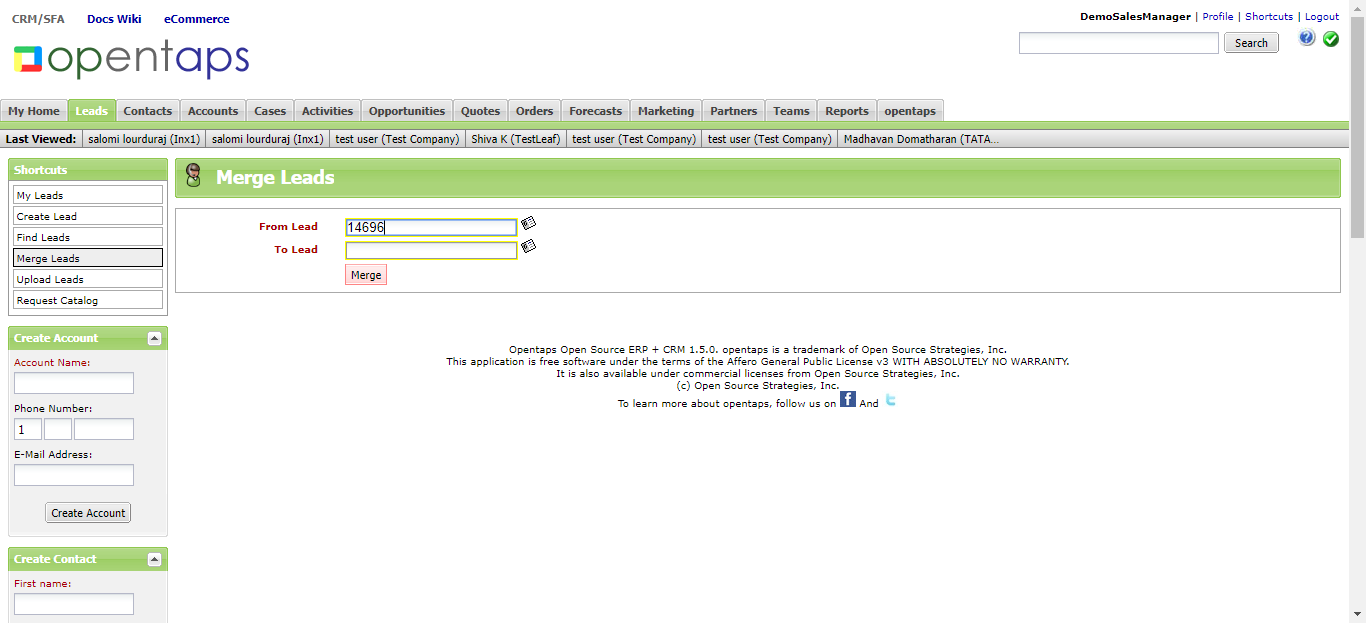 CRM/SFA Docs Wiki eCommerce
DemoSalesManager | Profile | Shortcuts | Logout
opentaps
Search
My Home Leads Contacts Accounts Cases Activities Opportunities Quotes Orders Forecasts Marketing Partners Teams Reports opentaps
Last Viewed: salomi lourduraj (Inx1) salomi lourduraj (Inx1) test user (Test Company) Shiva K (TestLeaf) test user (Test Company) test user (Test Company) Madhavan Domatharan (TATA...
Shortcuts
My Leads
Create Lead
Find Leads
Merge Leads
Upload Leads
Request Catalog
Create Account
Account Name:
Phone Number:
1
E-Mail Address:
Create Account
Create Contact
First name:
Merge Leads
From Lead 14696
To Lead
Merge
Opentaps Open Source ERP + CRM 1.5.0. opentaps is a trademark of Open Source Strategies, Inc.
This application is free software under the terms of the Affero General Public License v3 WITH ABSOLUTELY NO WARRANTY.
It is also available under commercial licenses from Open Source Strategies, Inc.
(c) Open Source Strategies, Inc.
To learn more about opentaps, follow us on f And t